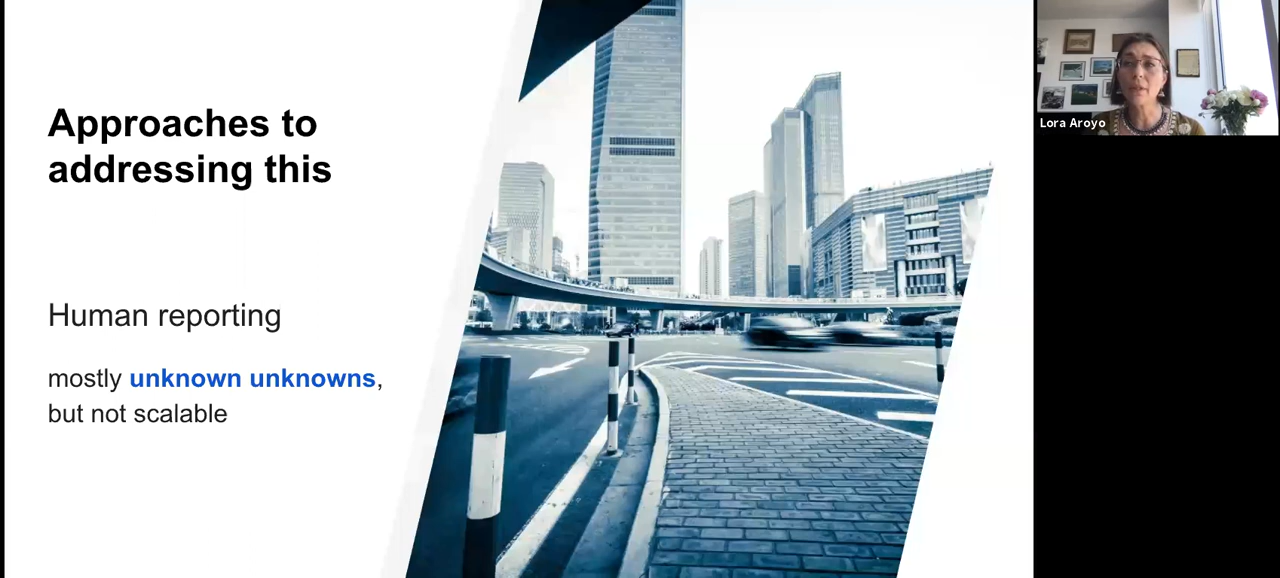 Approaches to
addressing this
Human reporting
mostly unknown unknowns,
but not scalable
Lora Aroyo